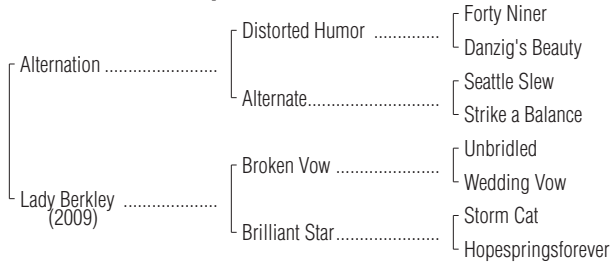 Forty Niner
Distorted Humor ..............
Danzig's Beauty
Alternation ........................
Seattle Slew
Alternate............................
Strike a Balance
Unbridled
Broken Vow ......................
Wedding Vow
Lady Berkley ....................
(2009)
Storm Cat
Brilliant Star......................
Hopespringsforever